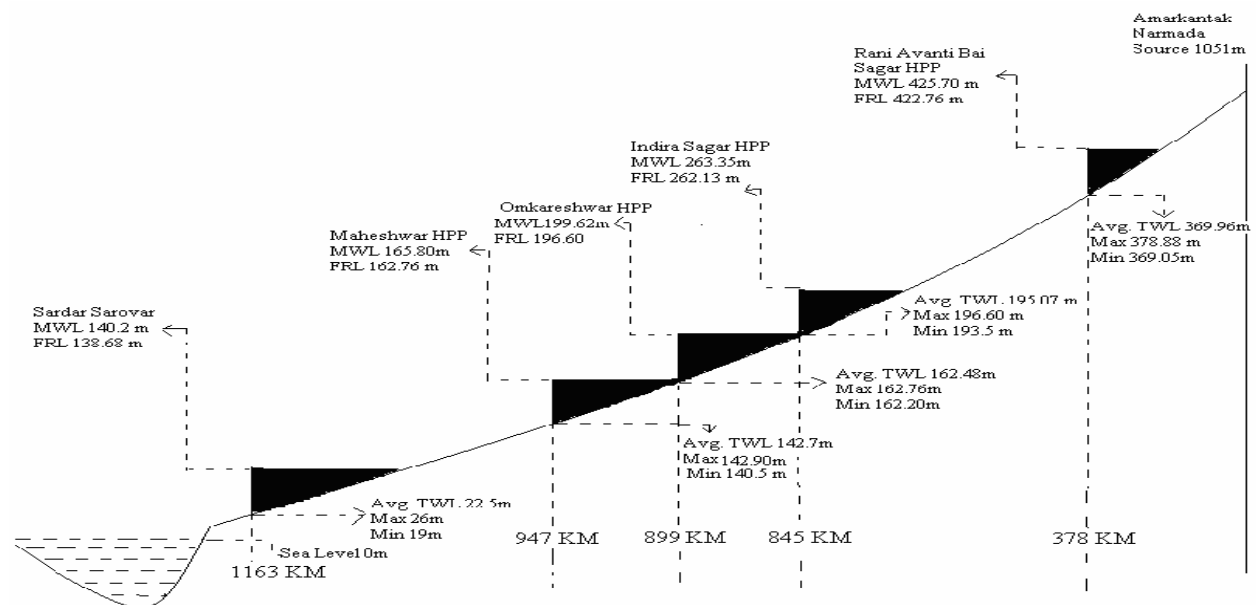 Amarkantak
Narmada
Source 1051m
Rani Avanti Bai
Sagar HPP
MWL 425.70 m
FRL 422.76 m
Indira Sagar HPP
MWL 263.35m
FRL 262.13 m
Omkareshwar HPP
MWL199.62m
FRL 196.60
Maheshwar HPP
MWL 165.80m
FRL 162.76 m
Sardar Sarovar
MWL 140.2 m
FRL 138.68 m
Avg. TWL 369.96m
Max 378.88 m
Min 369.05m
Avg TWL 195.07 m
Max 196.60 m
Min 193.5 m
Avg. TWL 162.48m
Max 162.76m
Min 162.20m
Avg. TWL 142.7m
Max 142.90m
Min 140.5 m
Avg TWL 22.5m
Max 26m
Min 19m
Sea Level 0m
1163 KM
947 KM
899 KM
845 KM
378 KM